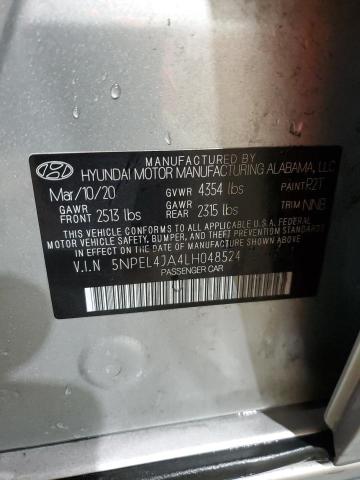 MANUFACTURED BY
HYUNDAI MOTOR MANUFACTURING ALABAMA, LLC
Mar/10/20 GVWR 4354 lbs PAINT P2T
GAWR FRONT 2513 lbs GAWR REAR 2315 lbs TRIM NNB
THIS VEHICLE CONFORMS TO ALL APPLICABLE U.S.A. FEDERAL
MOTOR VEHICLE SAFETY, BUMPER, AND THEFT PREVENTION
STANDARDS IN EFFECT ON THE DATE OF MANUFACTURE SHOWN ABOVE.
V.I.N 5NPEL4JA4LH048524
PASSENGER CAR